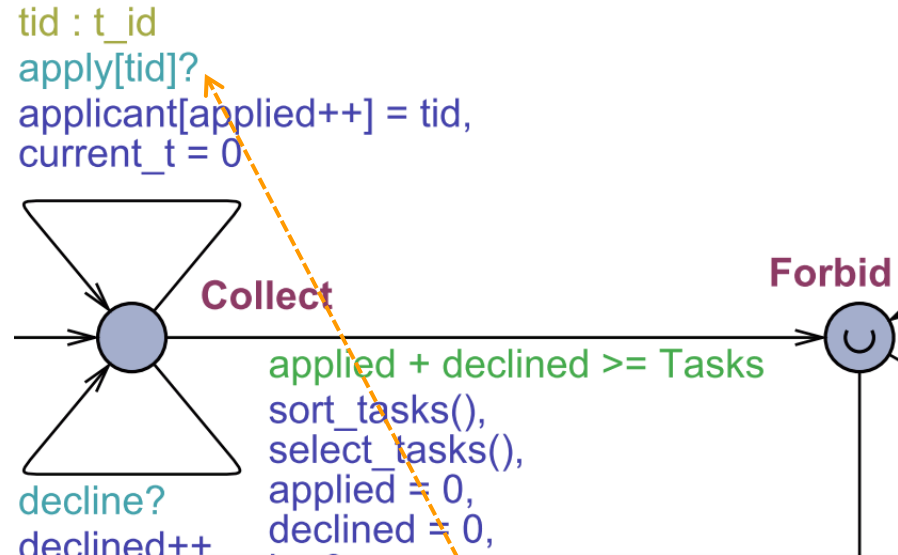 tid : t_id
apply[tid]?
applicant[applied++] = tid,
current_t = 0
Collect
Forbid
applied + declined >= Tasks
sort_tasks(),
select_tasks(),
applied = 0,
declined = 0,
decline?
declined++